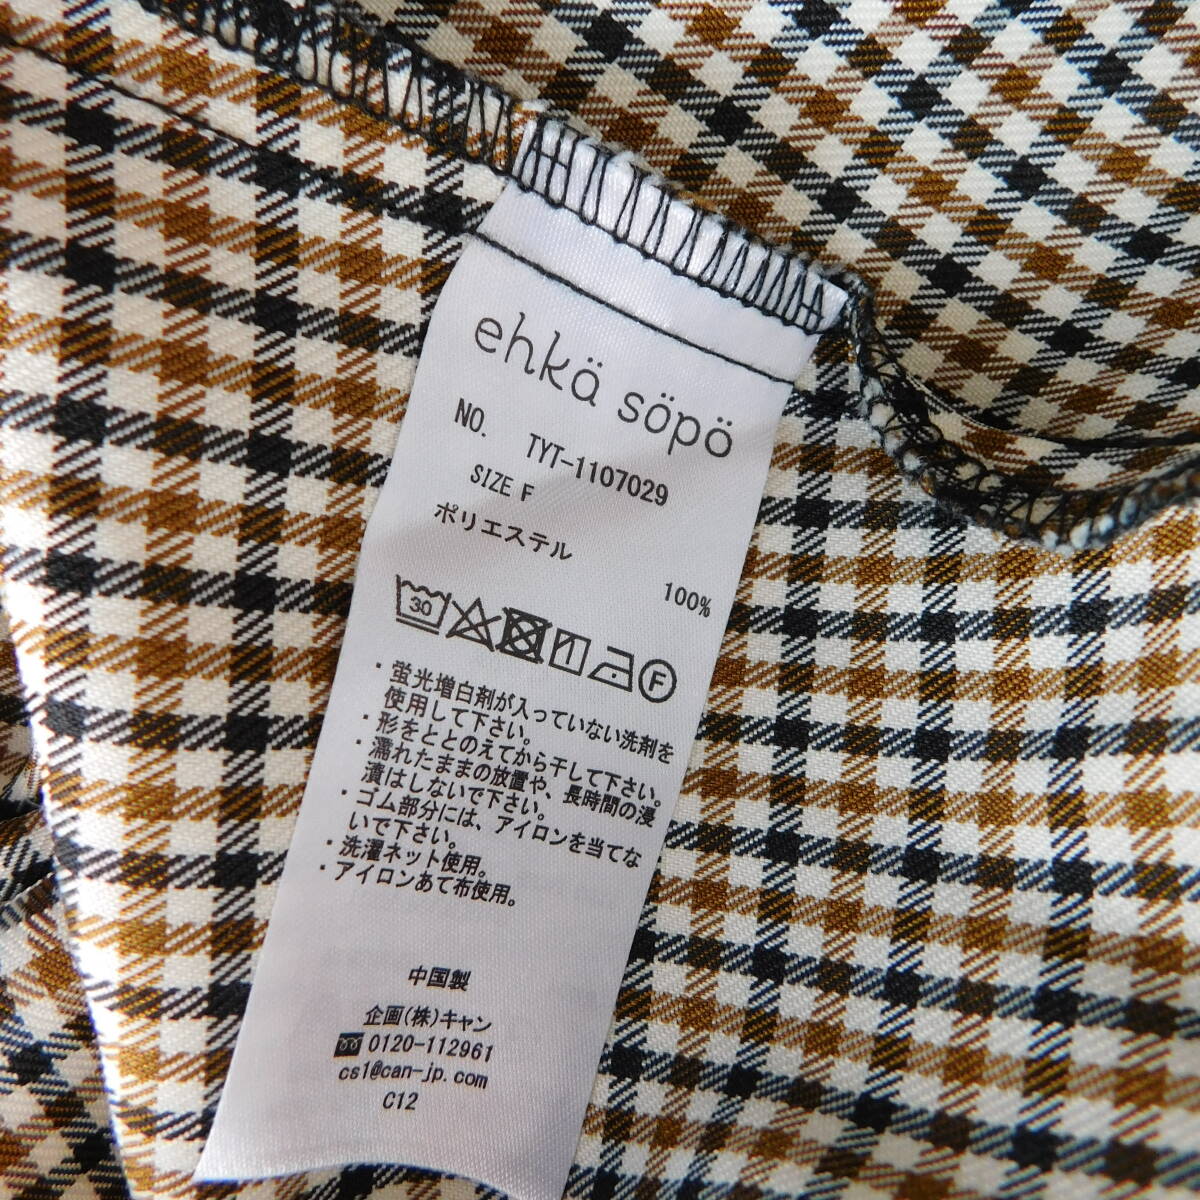 ehkä söpö
NO. TYT-1107029
SIZE F
ポリエステル
100%
30
F
・蛍光増白剤が入っていない洗剤を
使用して下さい。
・形をととのえてから干して下さい。
・濡れたままの放置や、長時間の浸
漬はしないで下さい。
・ゴム部分には、アイロンを当てな
いで下さい。
・洗濯ネット使用。
・アイロンあて布使用。
中国製
企画(株)キャン
0120-112961
cs1@can-jp.com
C12